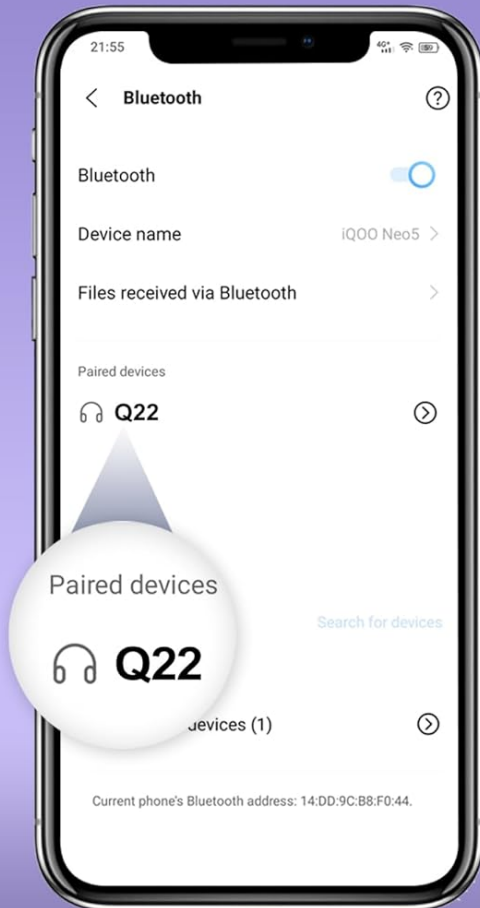 21:55
4G+
Bluetooth
?
Bluetooth
Device name iQOO Neo5
Files received via Bluetooth
Paired devices
Q22
Paired devices
Search for devices
Q22
devices (1)
Current phone's Bluetooth address: 14:DD:9C:B8:F0:44.